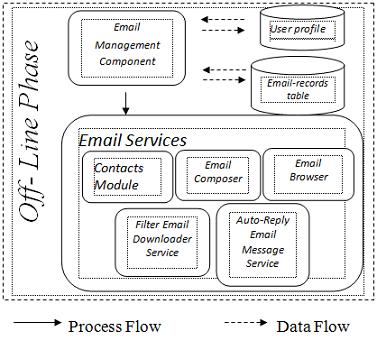 Off- Line Phase
Email
Management
Component
User profile
Email-records
table
Email Services
Contacts
Module
Email
Composer
Email
Browser
Filter Email
Downloader
Service
Auto-Reply
Email
Message
Service
Process Flow
Data Flow